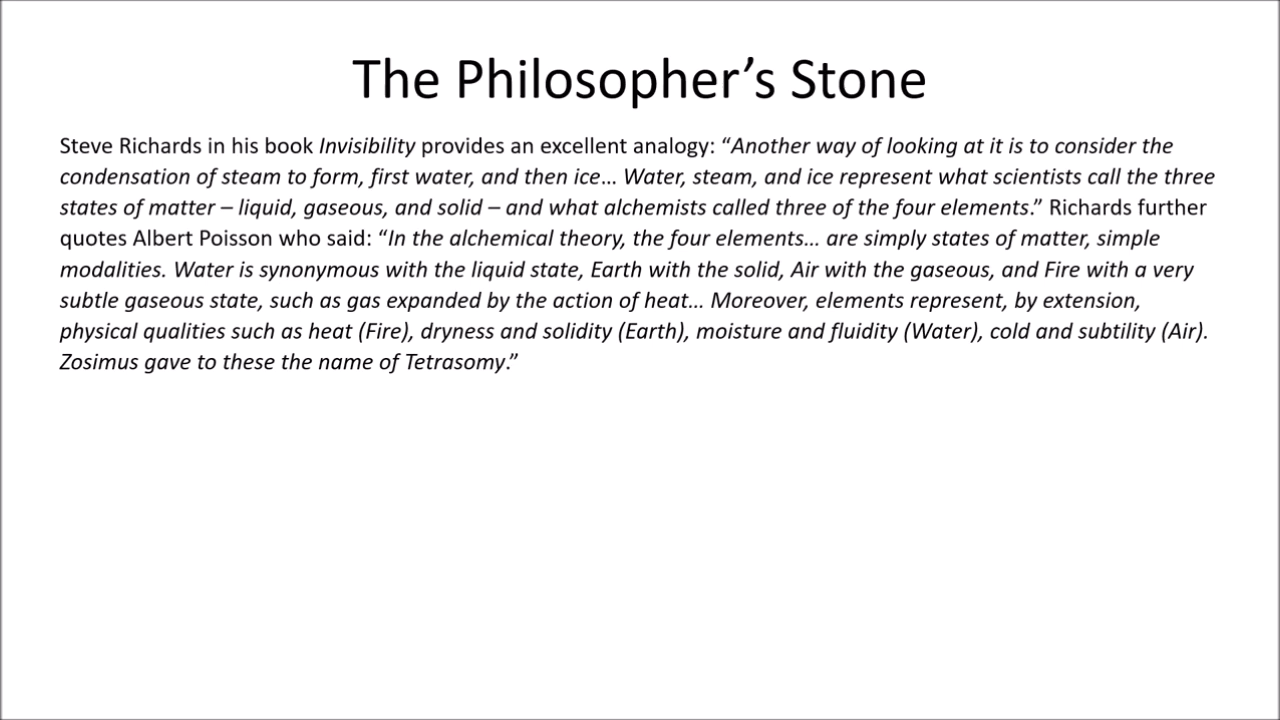 The Philosopher’s Stone
Steve Richards in his book Invisibility provides an excellent analogy: “Another way of looking at it is to consider the
condensation of steam to form, first water, and then ice… Water, steam, and ice represent what scientists call the three
states of matter – liquid, gaseous, and solid – and what alchemists called three of the four elements.” Richards further
quotes Albert Poisson who said: “In the alchemical theory, the four elements… are simply states of matter, simple
modalities. Water is synonymous with the liquid state, Earth with the solid, Air with the gaseous, and Fire with a very
subtle gaseous state, such as gas expanded by the action of heat… Moreover, elements represent, by extension,
physical qualities such as heat (Fire), dryness and solidity (Earth), moisture and fluidity (Water), cold and subtility (Air).
Zosimus gave to these the name of Tetrasomy.”